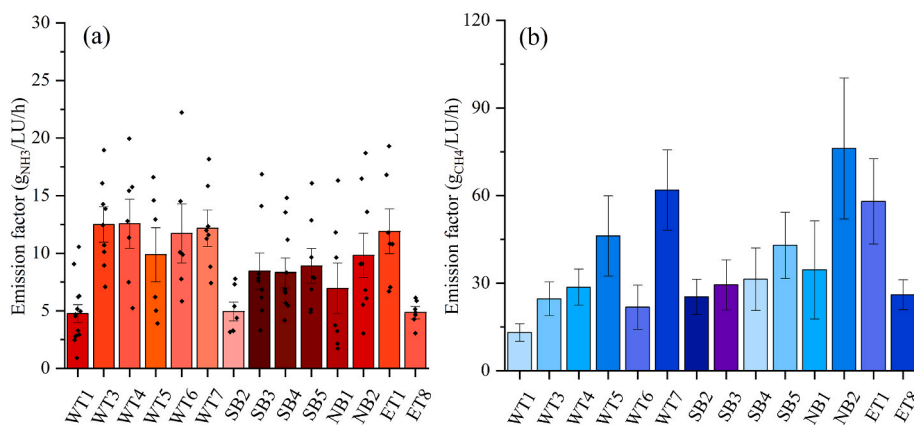 (a)
Emission factor (gNH3/LU/h)
30
25
20
15
10
5
0
WT1 WT3 WT4 WT5 WT6 WT7 SB2 SB3 SB4 SB5 NB1 NB2 ET1 ET8
(b)
Emission factor (gCH4/LU/h)
120
90
60
30
0
WT1 WT3 WT4 WT5 WT6 WT7 SB2 SB3 SB4 SB5 NB1 NB2 ET1 ET8